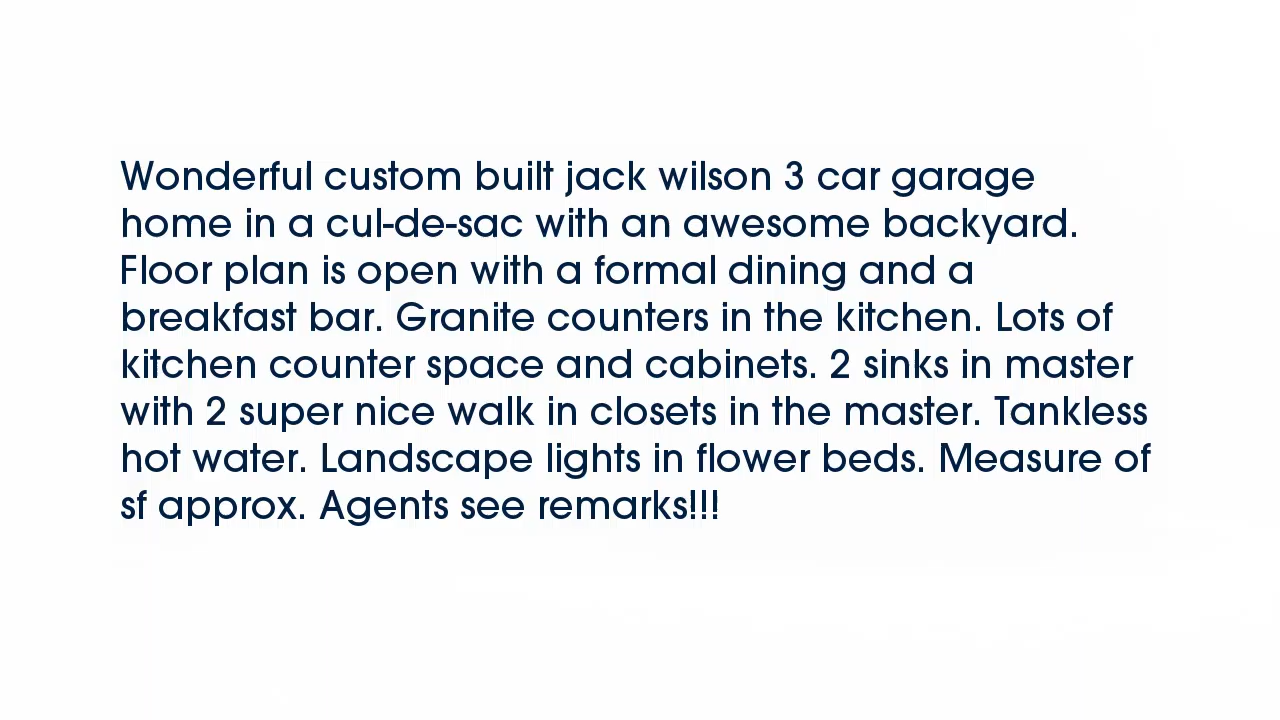 Wonderful custom built jack wilson 3 car garage
home in a cul-de-sac with an awesome backyard.
Floor plan is open with a formal dining and a
breakfast bar. Granite counters in the kitchen. Lots of
kitchen counter space and cabinets. 2 sinks in master
with 2 super nice walk in closets in the master. Tankless
hot water. Landscape lights in flower beds. Measure of
sf approx. Agents see remarks!!!